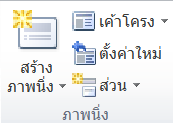 สร้าง
ภาพนิ่ง
เค้าโครง
ตั้งค่าใหม่
ส่วน
ภาพนิ่ง